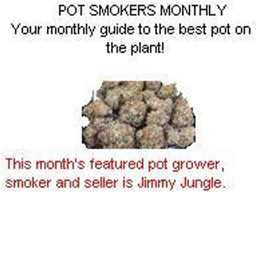 POT SMOKERS MONTHLY
Your monthly guide to the best pot on
the plant!
This month's featured pot grower,
smoker and seller is Jimmy Jungle.